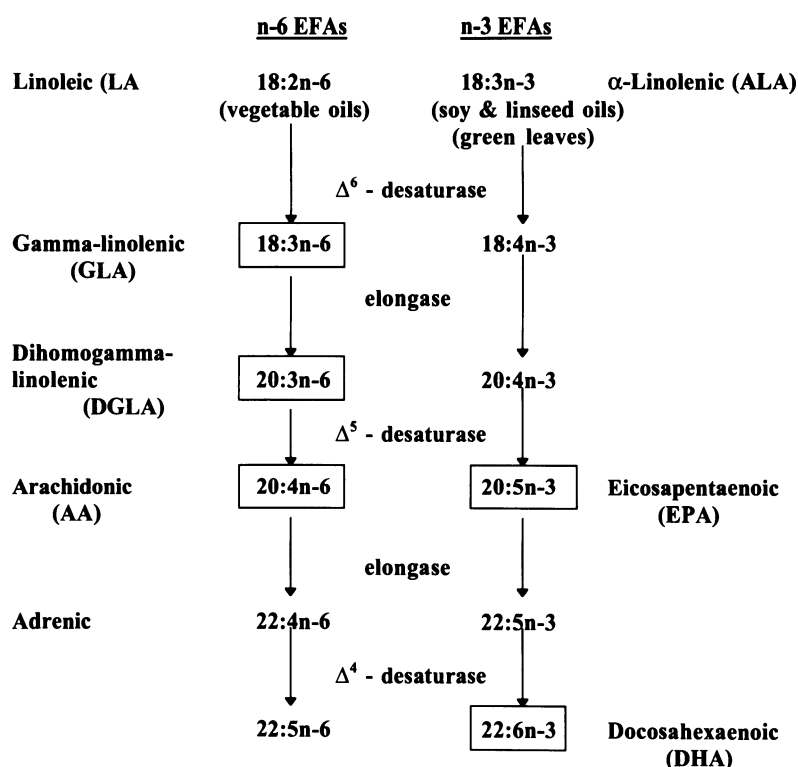 n-6 EFAs n-3 EFAs
Linoleic (LA 18:2n-6 18:3n-3 α-Linolenic (ALA)
(vegetable oils) (soy & linseed oils)
(green leaves)
Δ⁶ - desaturase
Gamma-linolenic 18:3n-6 18:4n-3
(GLA)
elongase
Dihomogamma-
linolenic 20:3n-6 20:4n-3
(DGLA)
Δ⁵ - desaturase
Arachidonic 20:4n-6 20:5n-3 Eicosapentaenoic
(AA) (EPA)
elongase
Adrenic 22:4n-6 22:5n-3
Δ⁴ - desaturase
22:5n-6 22:6n-3 Docosahexaenoic
(DHA)